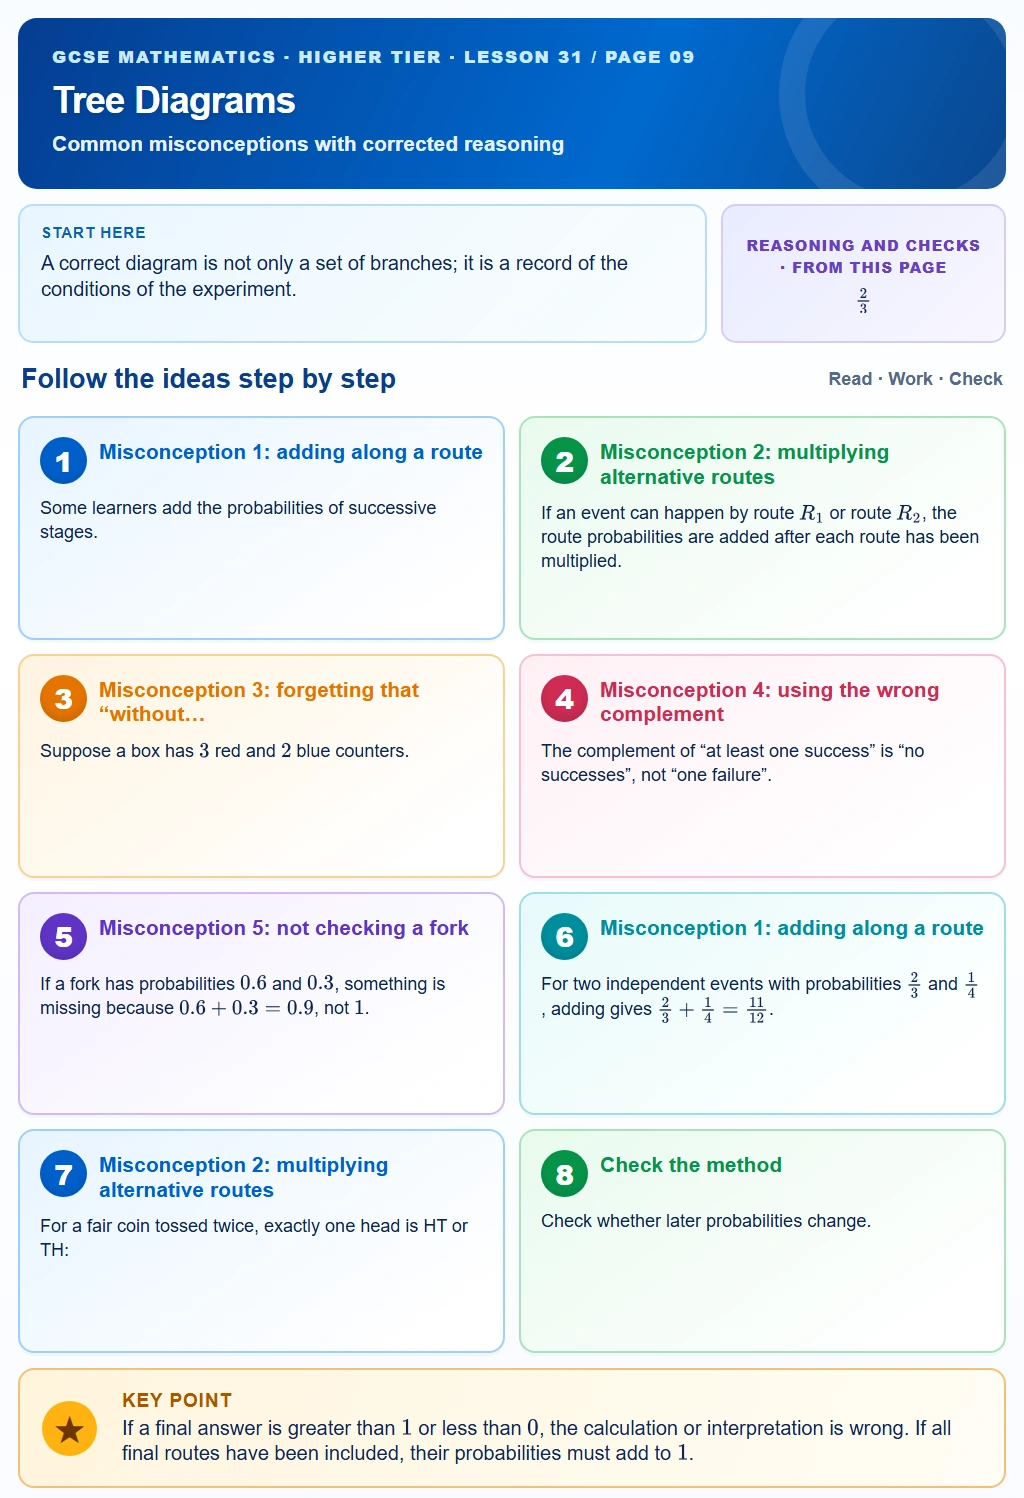 GCSE MATHEMATICS · HIGHER TIER · LESSON 31 / PAGE 09
Tree Diagrams
Common misconceptions with corrected reasoning
START HERE
A correct diagram is not only a set of branches; it is a record of the
conditions of the experiment.
REASONING AND CHECKS
· FROM THIS PAGE
2/3
Follow the ideas step by step
Read · Work · Check
1
Misconception 1: adding along a route
Some learners add the probabilities of successive
stages.
2
Misconception 2: multiplying
alternative routes
If an event can happen by route R₁ or route R₂, the
route probabilities are added after each route has been
multiplied.
3
Misconception 3: forgetting that
“without…
Suppose a box has 3 red and 2 blue counters.
4
Misconception 4: using the wrong
complement
The complement of “at least one success” is “no
successes”, not “one failure”.
5
Misconception 5: not checking a fork
If a fork has probabilities 0.6 and 0.3, something is
missing because 0.6 + 0.3 = 0.9, not 1.
6
Misconception 1: adding along a route
For two independent events with probabilities 2/3 and 1/4
, adding gives 2/3 + 1/4 = 11/12.
7
Misconception 2: multiplying
alternative routes
For a fair coin tossed twice, exactly one head is HT or
TH:
8
Check the method
Check whether later probabilities change.
KEY POINT
If a final answer is greater than 1 or less than 0, the calculation or interpretation is wrong. If all
final routes have been included, their probabilities must add to 1.